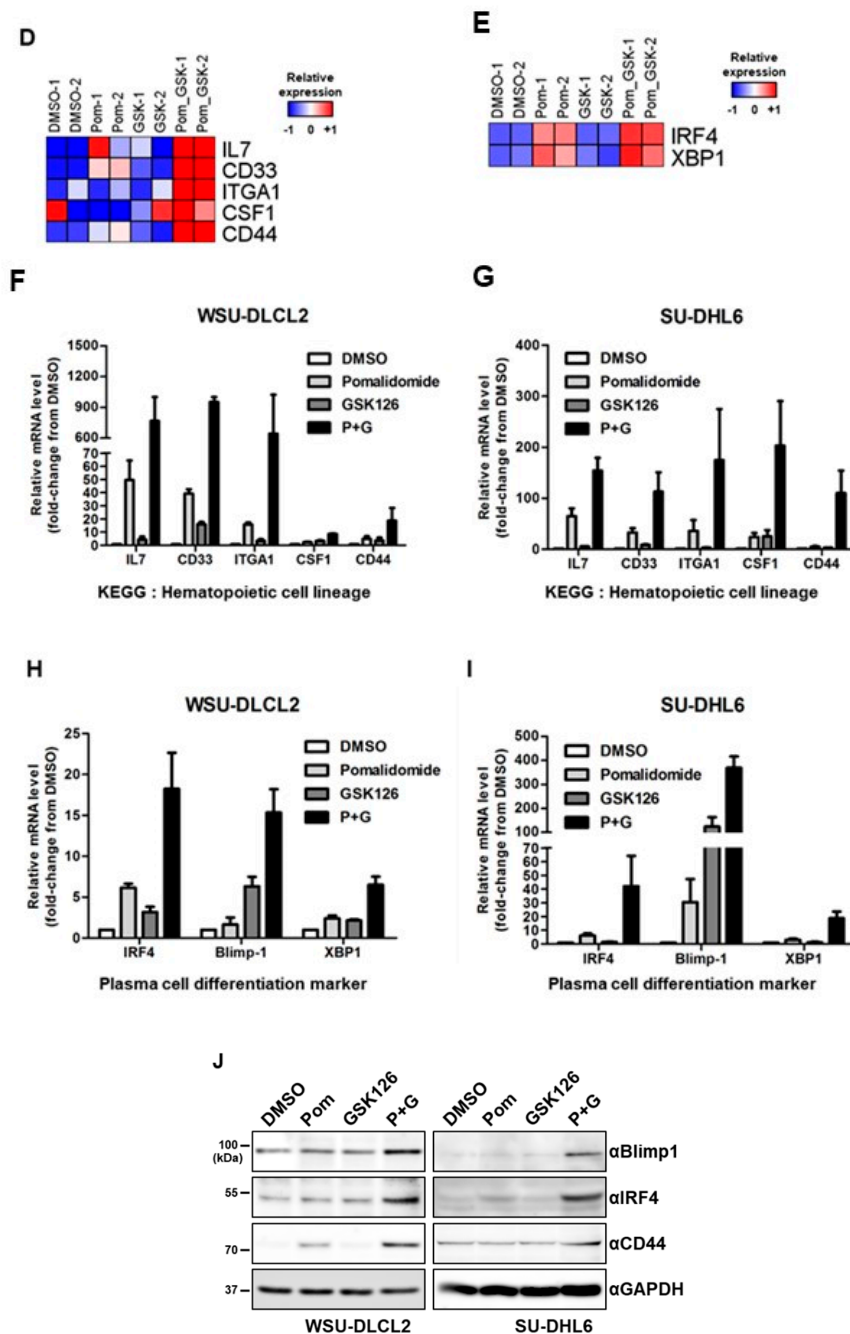 D
DMSO-1
DMSO-2
Pom-1
Pom-2
GSK-1
GSK-2
Pom_GSK-1
Pom_GSK-2
Relative
expression
-1 0 +1
IL7
CD33
ITGA1
CSF1
CD44
E
DMSO-1
DMSO-2
Pom-1
Pom-2
GSK-1
GSK-2
Pom_GSK-1
Pom_GSK-2
Relative
expression
-1 0 +1
IRF4
XBP1
F
WSU-DLCL2
Relative mRNA level
(fold-change from DMSO)
1500
1200
900
600
70
60
50
40
30
20
10
0
DMSO
Pomalidomide
GSK126
P+G
IL7 CD33 ITGA1 CSF1 CD44
KEGG : Hematopoietic cell lineage
G
SU-DHL6
Relative mRNA level
(fold-change from DMSO)
400
300
200
100
0
DMSO
Pomalidomide
GSK126
P+G
IL7 CD33 ITGA1 CSF1 CD44
KEGG : Hematopoietic cell lineage
H
WSU-DLCL2
Relative mRNA level
(fold-change from DMSO)
25
20
15
10
5
0
DMSO
Pomalidomide
GSK126
P+G
IRF4 Blimp-1 XBP1
Plasma cell differentiation marker
I
SU-DHL6
Relative mRNA level
(fold-change from DMSO)
500
400
300
200
100
70
60
50
40
30
20
10
0
DMSO
Pomalidomide
GSK126
P+G
IRF4 Blimp-1 XBP1
Plasma cell differentiation marker
J
DMSO Pom GSK126 P+G DMSO Pom GSK126 P+G
100
(kDa)
αBlimp1
55
αIRF4
70
αCD44
37
αGAPDH
WSU-DLCL2 SU-DHL6